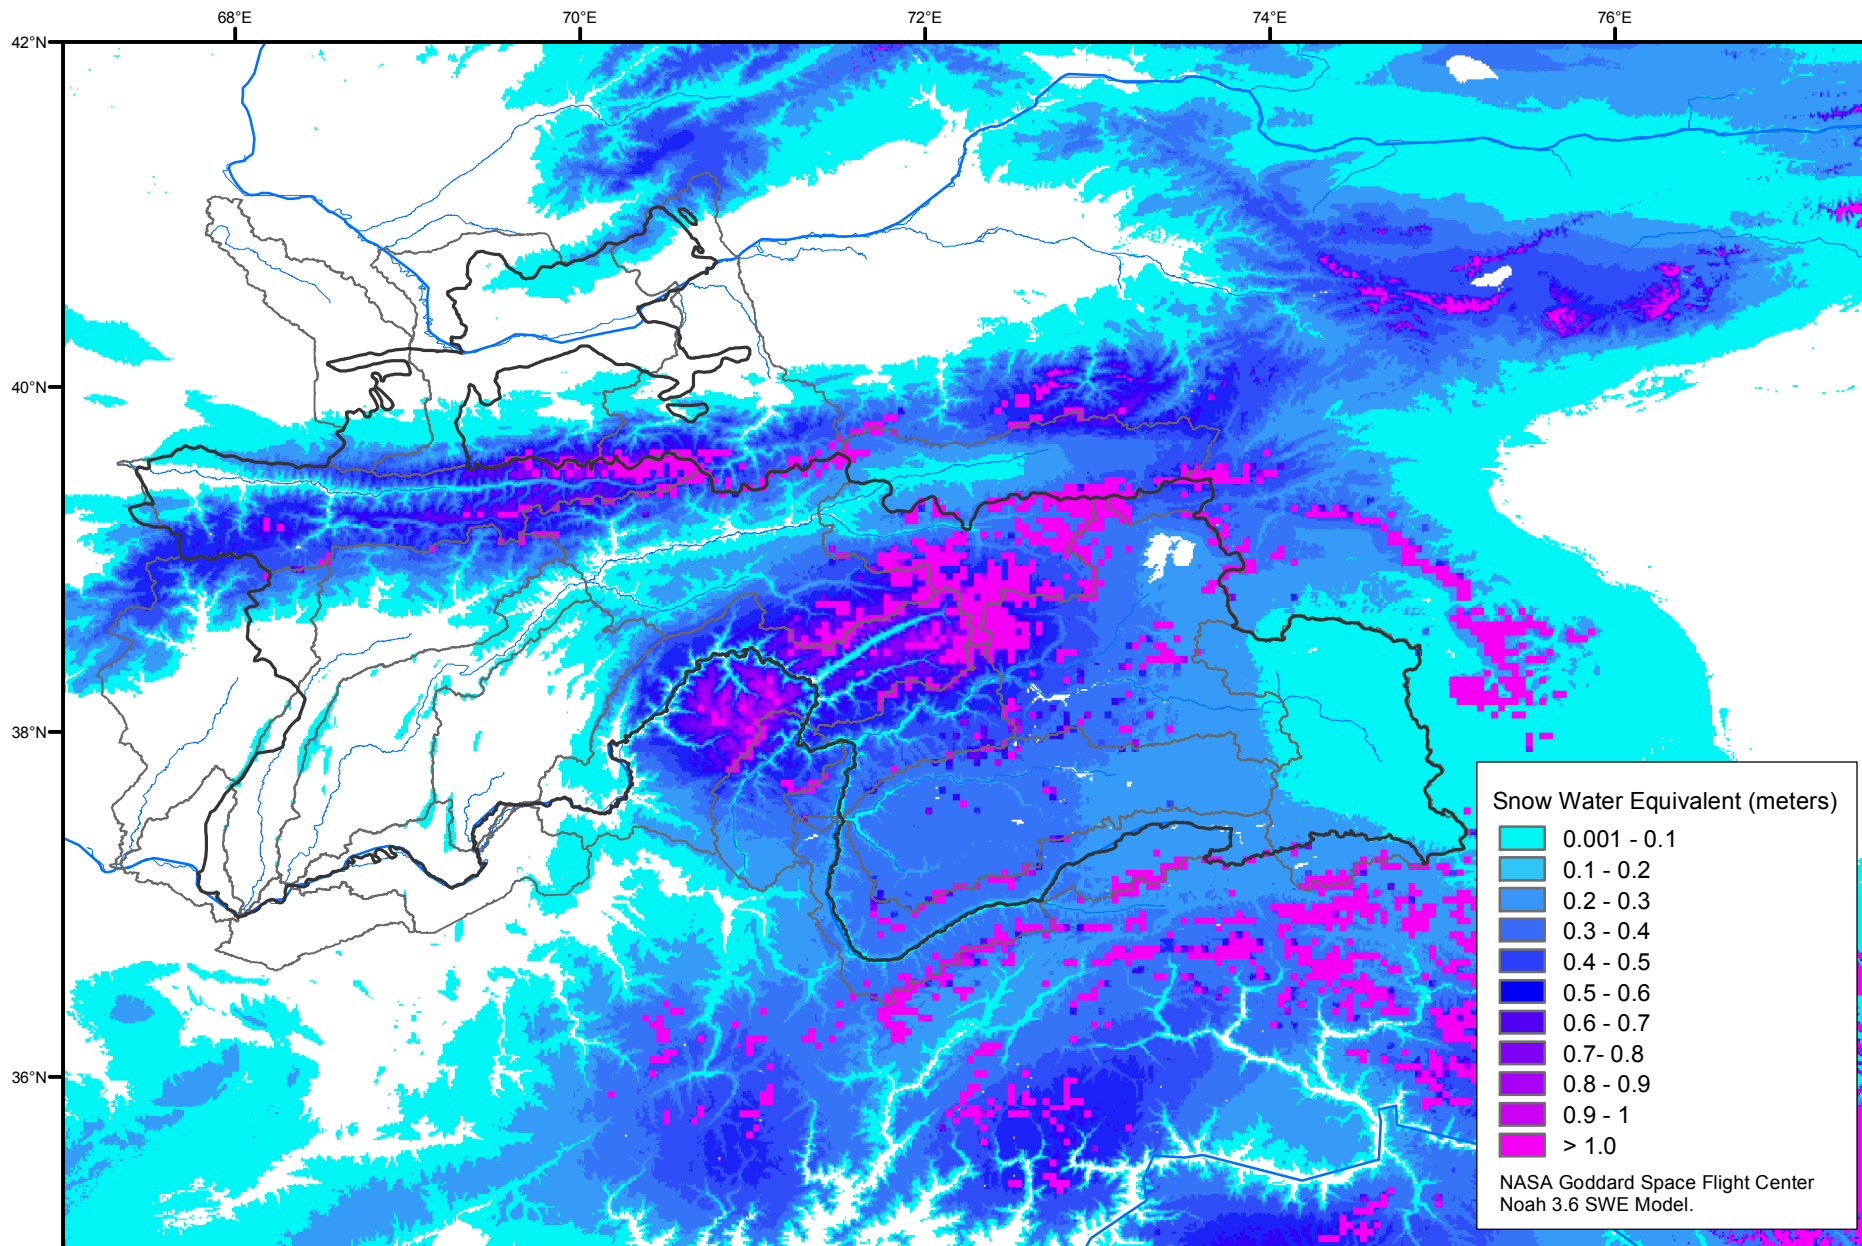 68°E
70°E
72°E
74°E
76°E
42°N
40°N
38°N
36°N
Snow Water Equivalent (meters)
0.001 - 0.1
0.1 - 0.2
0.2 - 0.3
0.3 - 0.4
0.4 - 0.5
0.5 - 0.6
0.6 - 0.7
0.7- 0.8
0.8 - 0.9
0.9 - 1
> 1.0
NASA Goddard Space Flight Center
Noah 3.6 SWE Model.